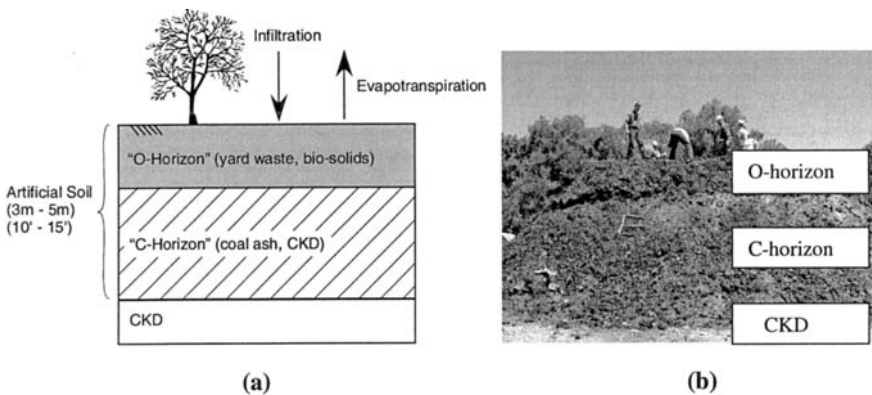 Infiltration
Evapotranspiration
"O-Horizon" (yard waste, bio-solids)
Artificial Soil
(3m - 5m)
(10' - 15')
"C-Horizon" (coal ash, CKD)
CKD
(a)
O-horizon
C-horizon
CKD
(b)